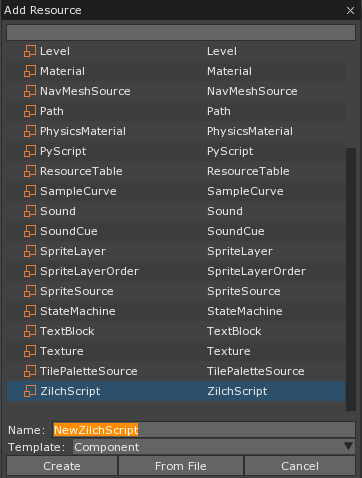 Add Resource
Level Level
Material Material
NavMeshSource NavMeshSource
Path Path
PhysicsMaterial PhysicsMaterial
PyScript PyScript
ResourceTable ResourceTable
SampleCurve SampleCurve
Sound Sound
SoundCue SoundCue
SpriteLayer SpriteLayer
SpriteLayerOrder SpriteLayerOrder
SpriteSource SpriteSource
StateMachine StateMachine
TextBlock TextBlock
Texture Texture
TilePaletteSource TilePaletteSource
ZilchScript ZilchScript
Name: NewZilchScript
Template: Component
Create From File Cancel